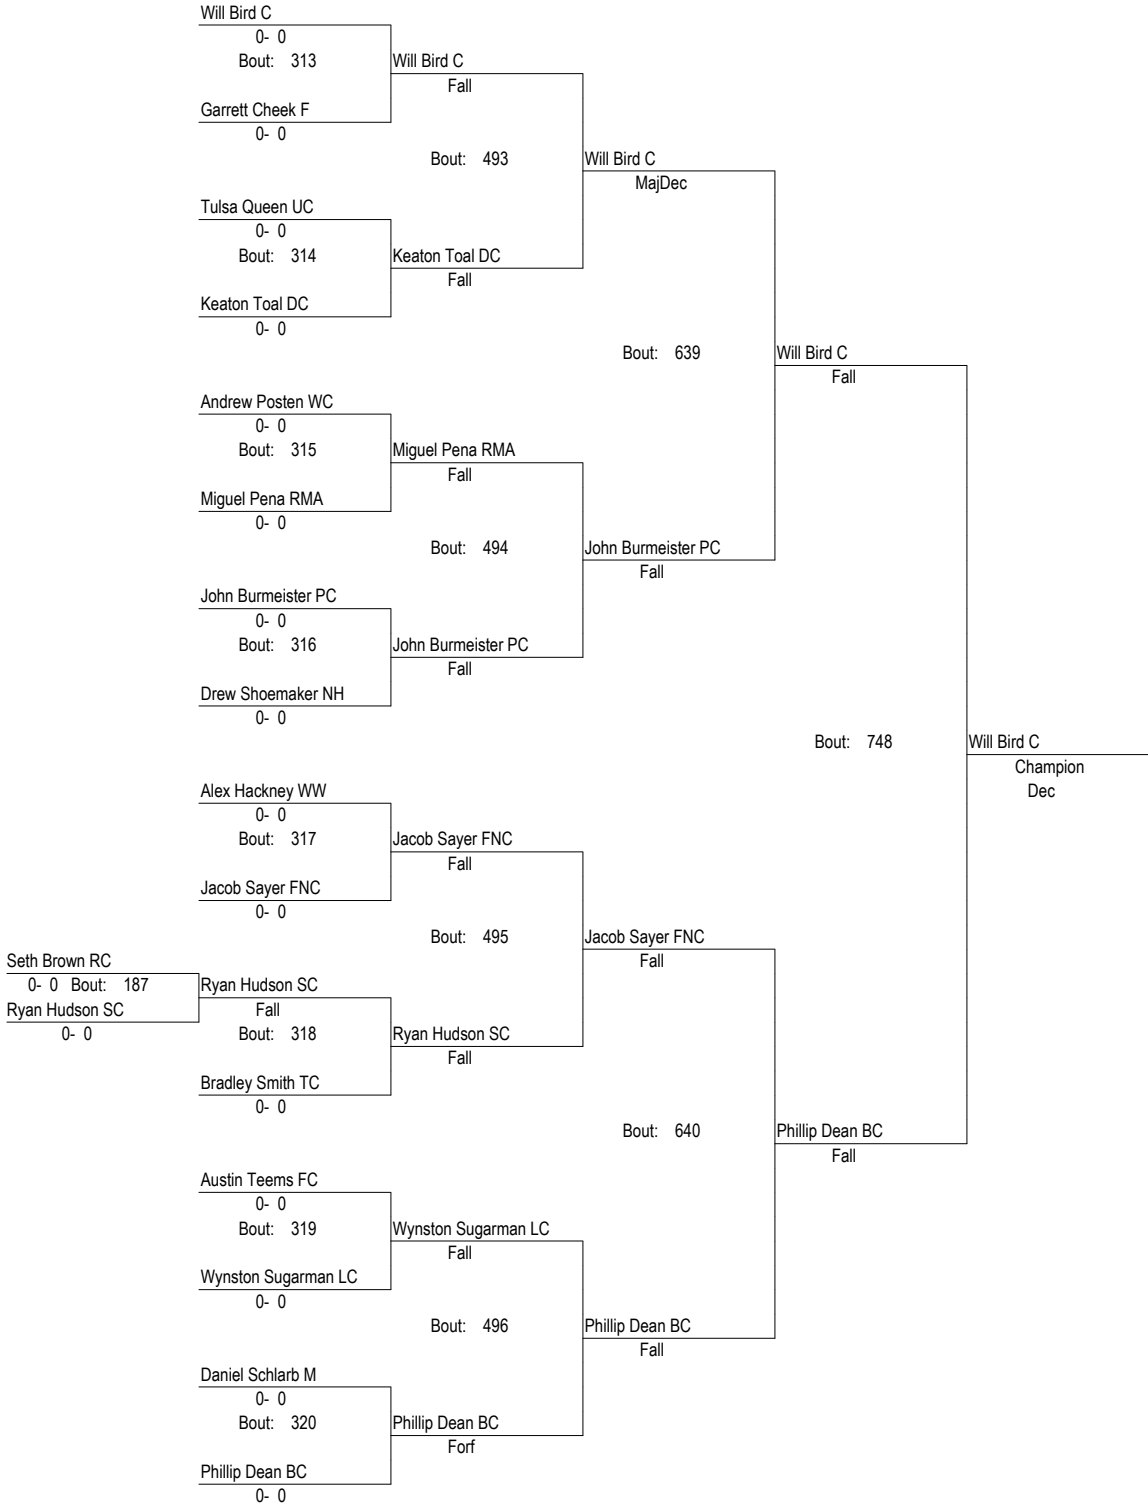 Will Bird C
0- 0
Bout: 313
Will Bird C
Fall
Garrett Cheek F
0- 0
Bout: 493
Will Bird C
MajDec
Tulsa Queen UC
0- 0
Bout: 314
Keaton Toal DC
Fall
Keaton Toal DC
0- 0
Bout: 639
Will Bird C
Fall
Andrew Posten WC
0- 0
Bout: 315
Miguel Pena RMA
Fall
Miguel Pena RMA
0- 0
Bout: 494
John Burmeister PC
Fall
John Burmeister PC
0- 0
Bout: 316
John Burmeister PC
Fall
Drew Shoemaker NH
0- 0
Bout: 748
Will Bird C
Champion
Dec
Alex Hackney WW
0- 0
Bout: 317
Jacob Sayer FNC
Fall
Jacob Sayer FNC
0- 0
Bout: 495
Jacob Sayer FNC
Fall
Seth Brown RC
0- 0 Bout: 187
Ryan Hudson SC
Fall
Ryan Hudson SC
0- 0
Bout: 318
Ryan Hudson SC
Fall
Bradley Smith TC
0- 0
Bout: 640
Phillip Dean BC
Fall
Austin Teems FC
0- 0
Bout: 319
Wynston Sugarman LC
Fall
Wynston Sugarman LC
0- 0
Bout: 496
Phillip Dean BC
Fall
Daniel Schlarb M
0- 0
Bout: 320
Phillip Dean BC
Forf
Phillip Dean BC
0- 0